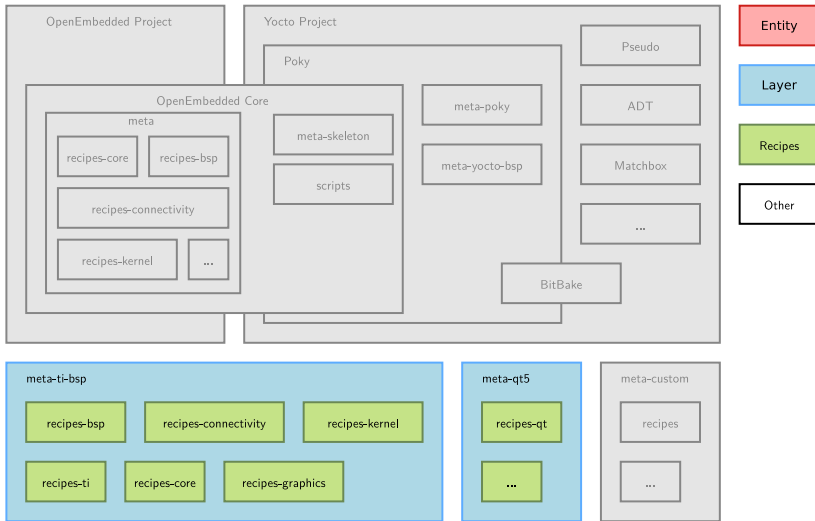 OpenEmbedded Project
Yocto Project
Poky
OpenEmbedded Core
meta
recipes-core
recipes-bsp
recipes-connectivity
recipes-kernel
...
meta-skeleton
scripts
meta-poky
meta-yocto-bsp
Pseudo
ADT
Matchbox
...
BitBake
Entity
Layer
Recipes
Other
meta-ti-bsp
recipes-bsp
recipes-connectivity
recipes-kernel
recipes-ti
recipes-core
recipes-graphics
meta-qt5
recipes-qt
...
meta-custom
recipes
...